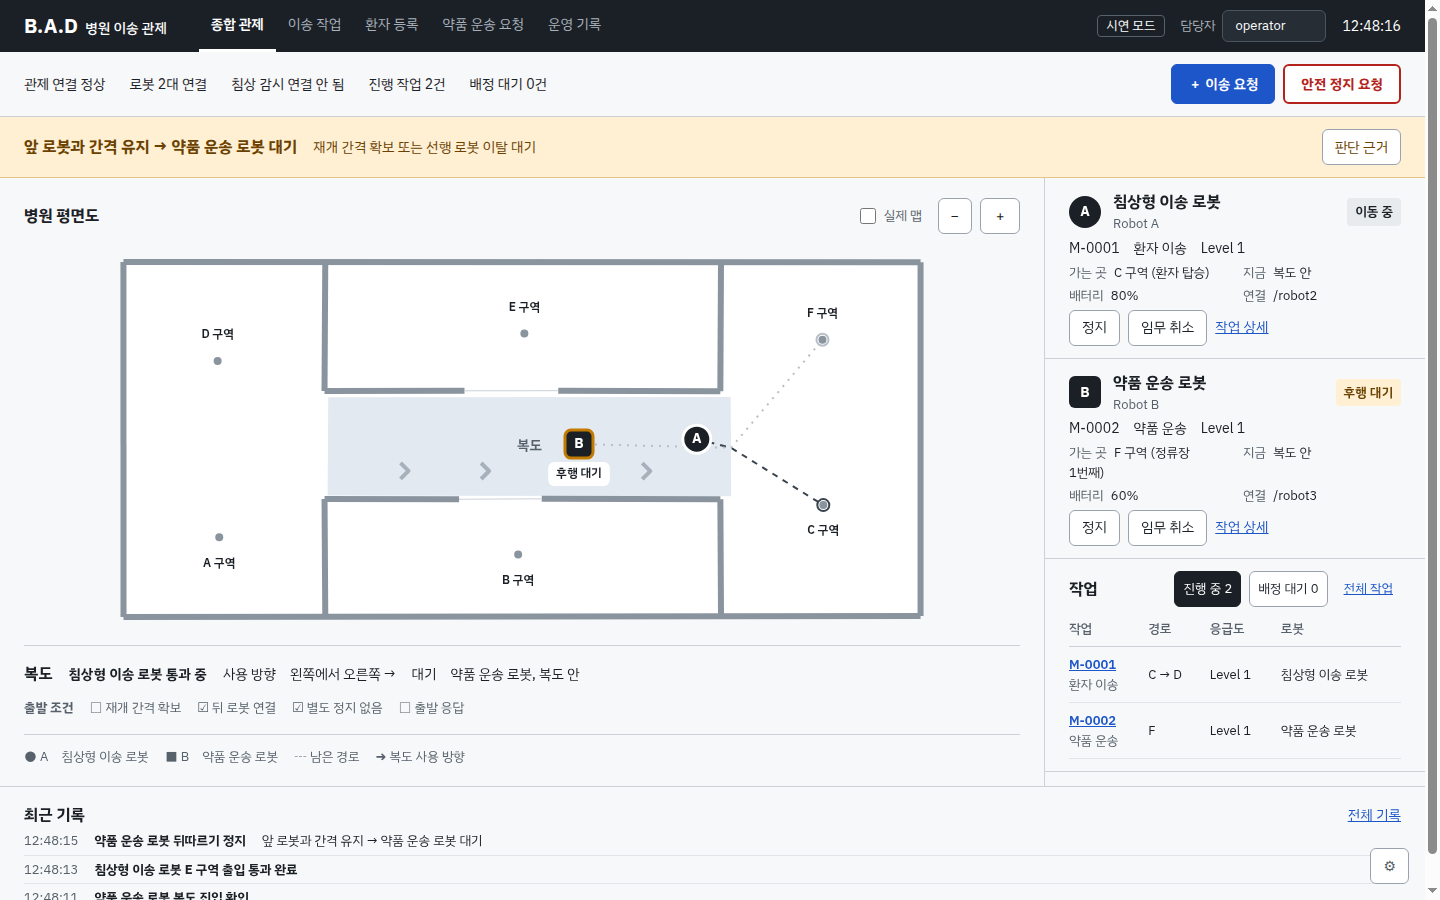 B.A.D 병원 이송 관제 종합 관제 이송 작업 환자 등록 약품 운송 요청 운영 기록 시연 모드 담당자 operator 12:48:16
관제 연결 정상 로봇 2대 연결 침상 감시 연결 안 됨 진행 작업 2건 배정 대기 0건 + 이송 요청 안전 정지 요청
앞 로봇과 간격 유지 → 약품 운송 로봇 대기 재개 간격 확보 또는 선행 로봇 이탈 대기 판단 근거
병원 평면도 실제 맵 − +
E 구역
F 구역
D 구역
복도 B A
후행 대기
C 구역
A 구역
B 구역
복도 침상형 이송 로봇 통과 중 사용 방향 왼쪽에서 오른쪽 → 대기 약품 운송 로봇, 복도 안
출발 조건 ☐ 재개 간격 확보 ☑ 뒤 로봇 연결 ☑ 별도 정지 없음 ☐ 출발 응답
● A 침상형 이송 로봇 ■ B 약품 운송 로봇 --- 남은 경로 → 복도 사용 방향
A 침상형 이송 로봇 이동 중
Robot A
M-0001 환자 이송 Level 1
가는 곳 C 구역 (환자 탑승) 지금 복도 안
배터리 80% 연결 /robot2
정지 임무 취소 작업 상세
B 약품 운송 로봇 후행 대기
Robot B
M-0002 약품 운송 Level 1
가는 곳 F 구역 (정류장 지금 복도 안
1번째)
배터리 60% 연결 /robot3
정지 임무 취소 작업 상세
작업 진행 중 2 배정 대기 0 전체 작업
작업 경로 응급도 로봇
M-0001 C → D Level 1 침상형 이송 로봇
환자 이송
M-0002 F Level 1 약품 운송 로봇
약품 운송
최근 기록 전체 기록
12:48:15 약품 운송 로봇 뒤따르기 정지 앞 로봇과 간격 유지 → 약품 운송 로봇 대기
12:48:13 침상형 이송 로봇 E 구역 출입 통과 완료
12:48:11 약품 운송 로봇 복도 진입 확인